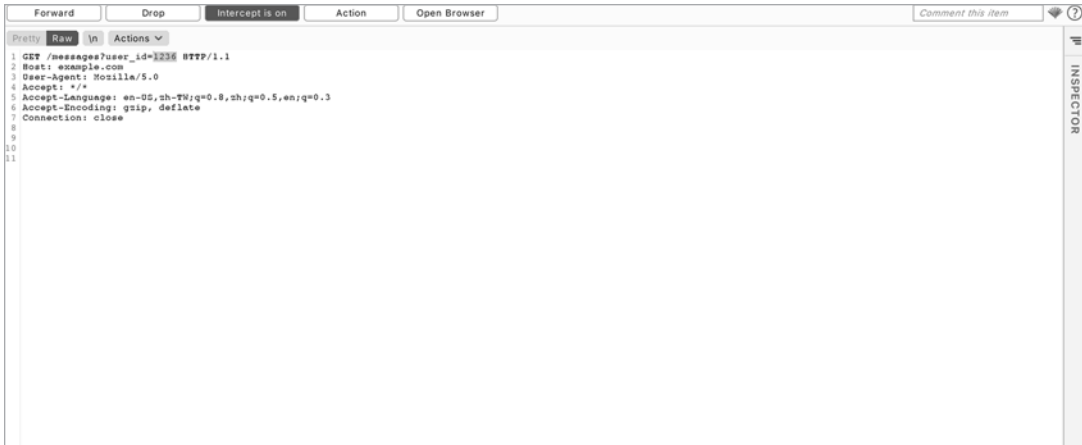 Forward Drop Intercept is on Action Open Browser Comment this item ?
Pretty Raw \n Actions
1 GET /messages?user_id=1236 HTTP/1.1
2 Host: example.com
3 User-Agent: Mozilla/5.0
4 Accept: */*
5 Accept-Language: en-US,zh-TW;q=0.8,zh;q=0.5,en;q=0.3
6 Accept-Encoding: gzip, deflate
7 Connection: close
8
9
10
11
INSPECTOR